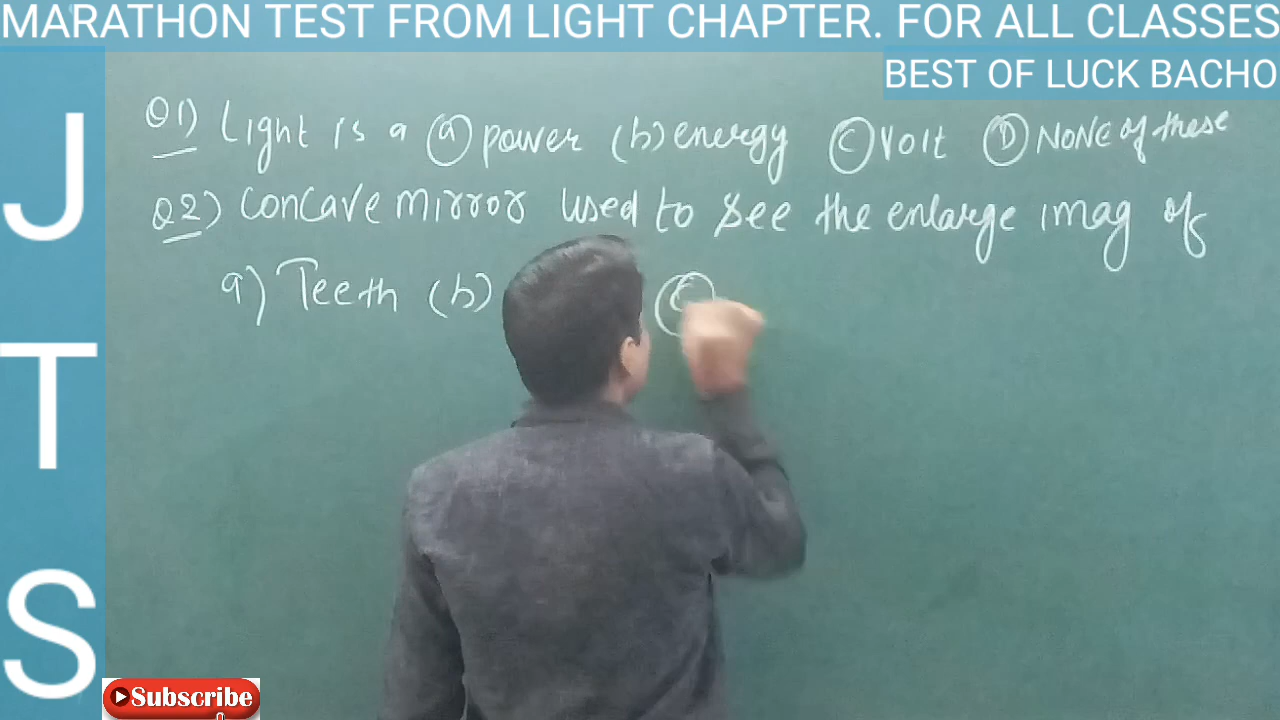 MARATHON TEST FROM LIGHT CHAPTER. FOR ALL CLASSES
BEST OF LUCK BACHO
J
T
S
Q1) Light is a (a) power (b) energy (c) Volt (D) NONE of these
Q2) Concave mirror used to see the enlarge imag of
a) Teeth (b)
Subscribe